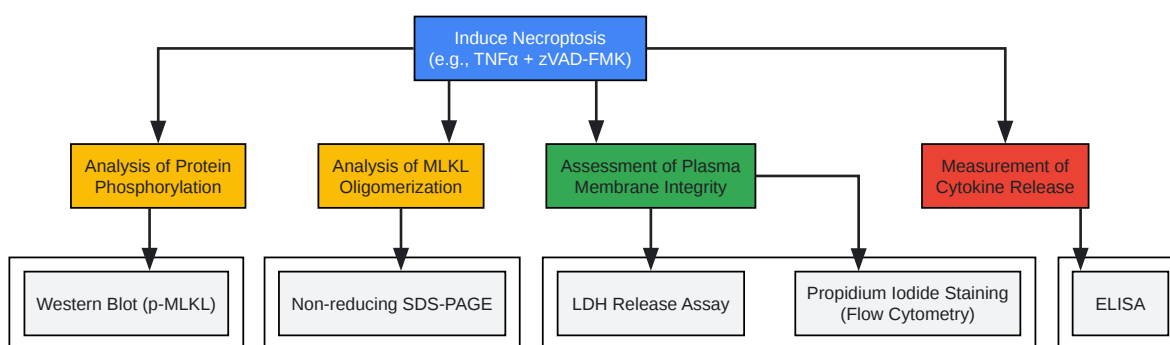 Induce Necroptosis
(e.g., TNFα + zVAD-FMK)
Analysis of Protein
Phosphorylation
Analysis of MLKL
Oligomerization
Assessment of Plasma
Membrane Integrity
Measurement of
Cytokine Release
Western Blot (p-MLKL)
Non-reducing SDS-PAGE
LDH Release Assay
Propidium Iodide Staining
(Flow Cytometry)
ELISA